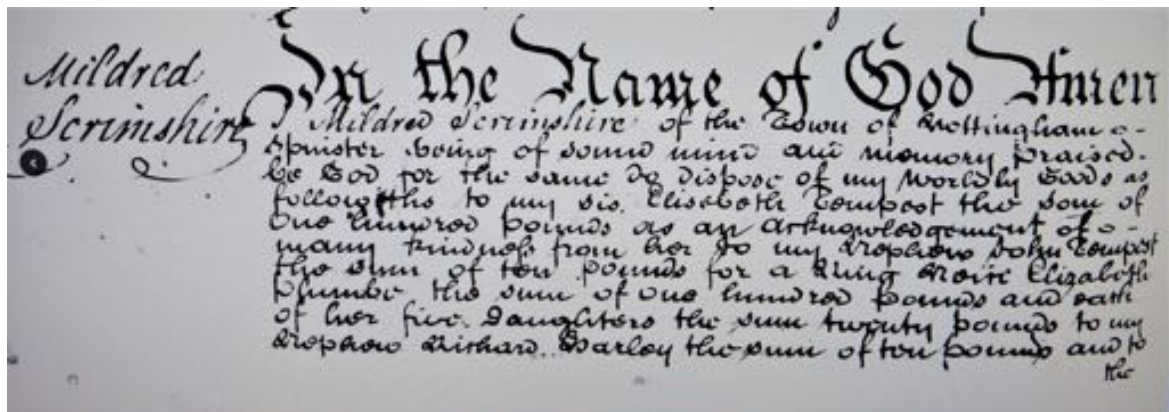 Mildred
Scrimshire
In the Name of God Amen
I Mildred Scrimshire of the Town of Nottingham
Spinster being of sound mind and memory praised
be God for the same do dispose of my Worldly Goods as
followeth to my sis. Elisebeth Tempest the sum of
One hundred pounds as an Acknowledgement of
many kindness from her to my Nephew John Tempest
the sum of ten pounds for a Ring Neice Elizabeth
Plumbe the sum of one hundred pounds and each
of her five Daughters the sum twenty pounds to my
Nephew Richard Warley the sum of ten pounds and to
the